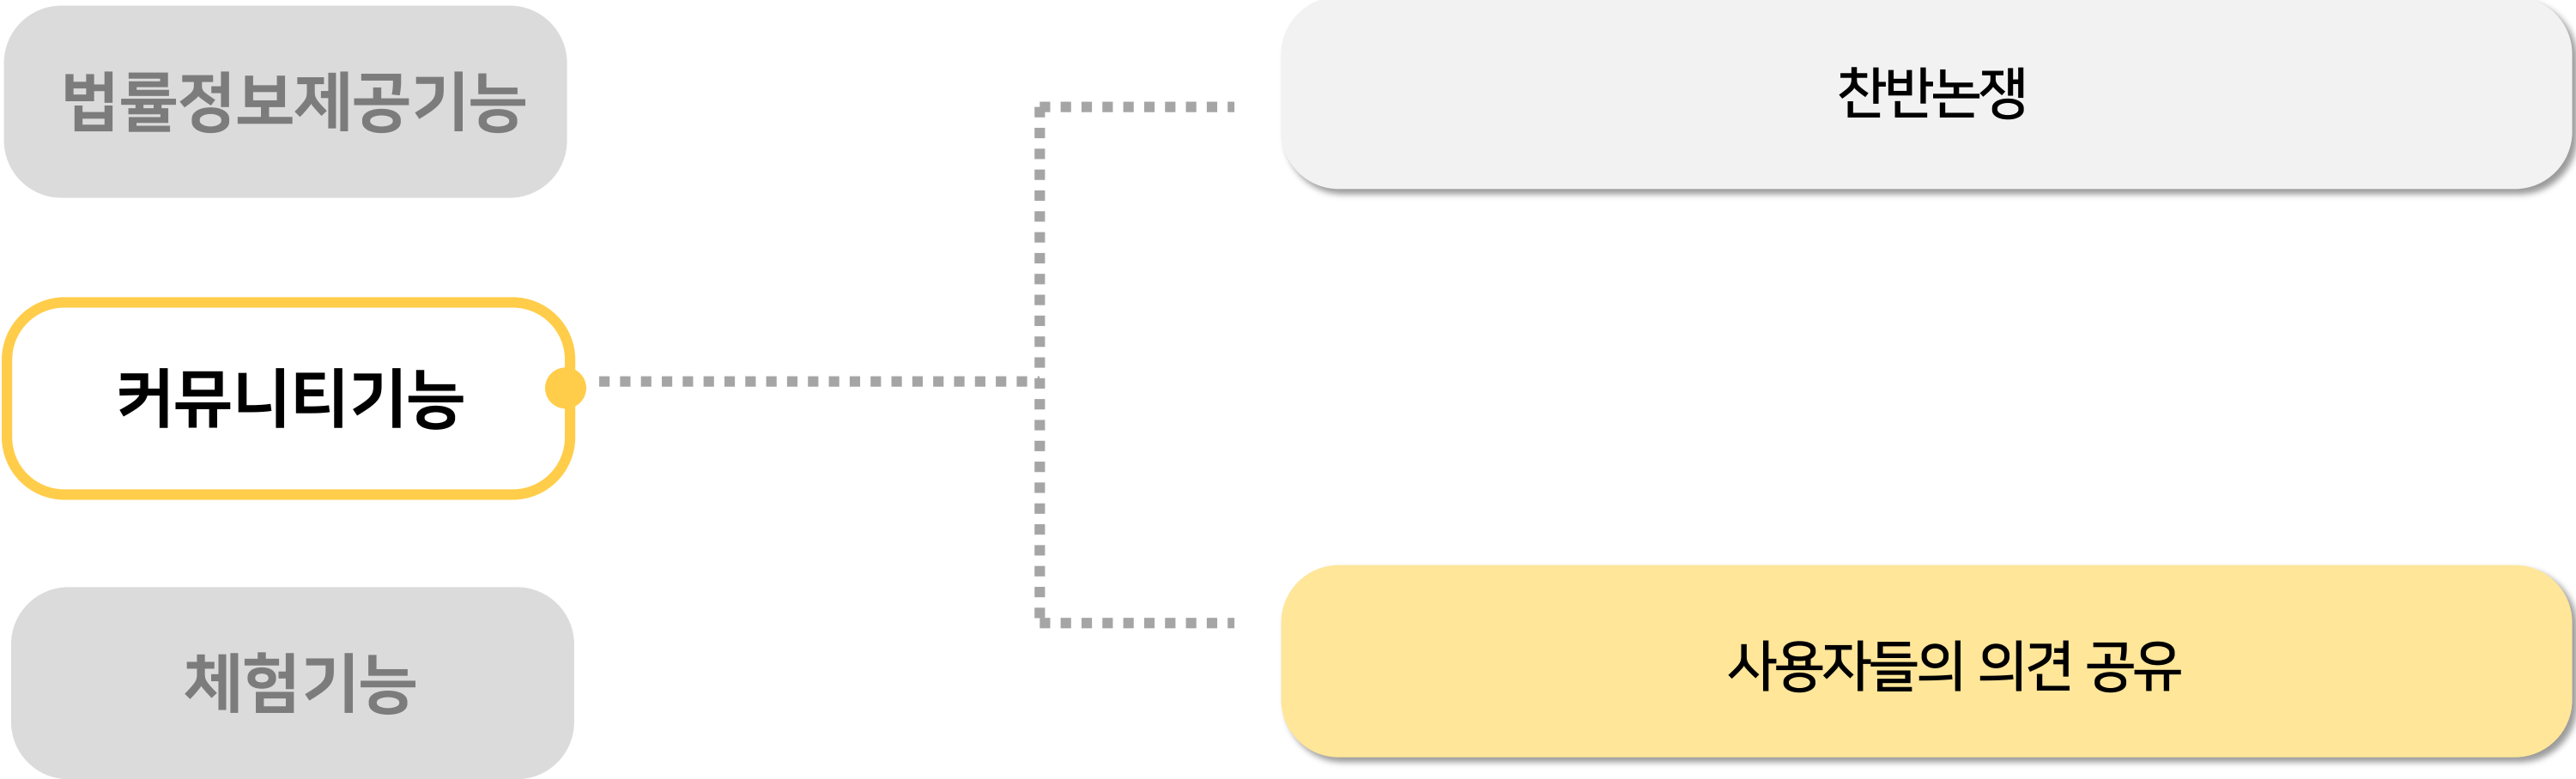 법률정보제공기능
커뮤니티기능
체험기능
찬반논쟁
사용자들의 의견 공유